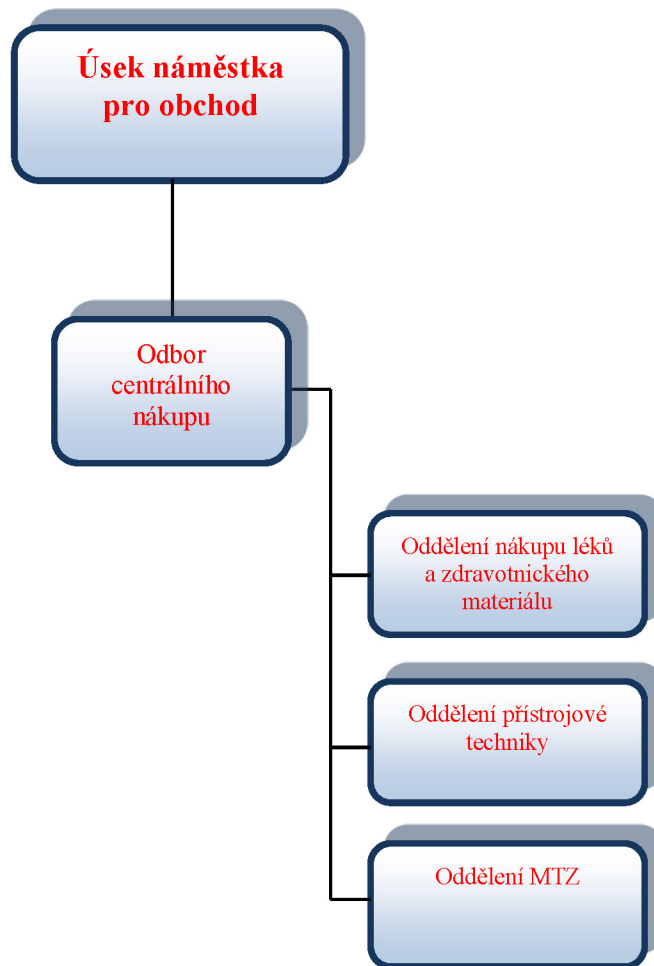 Úsek náměstka
pro obchod
Odbor
centrálního
nákupu
Oddělení nákupu léků
a zdravotnického
materiálu
Oddělení přístrojové
techniky
Oddělení MTZ